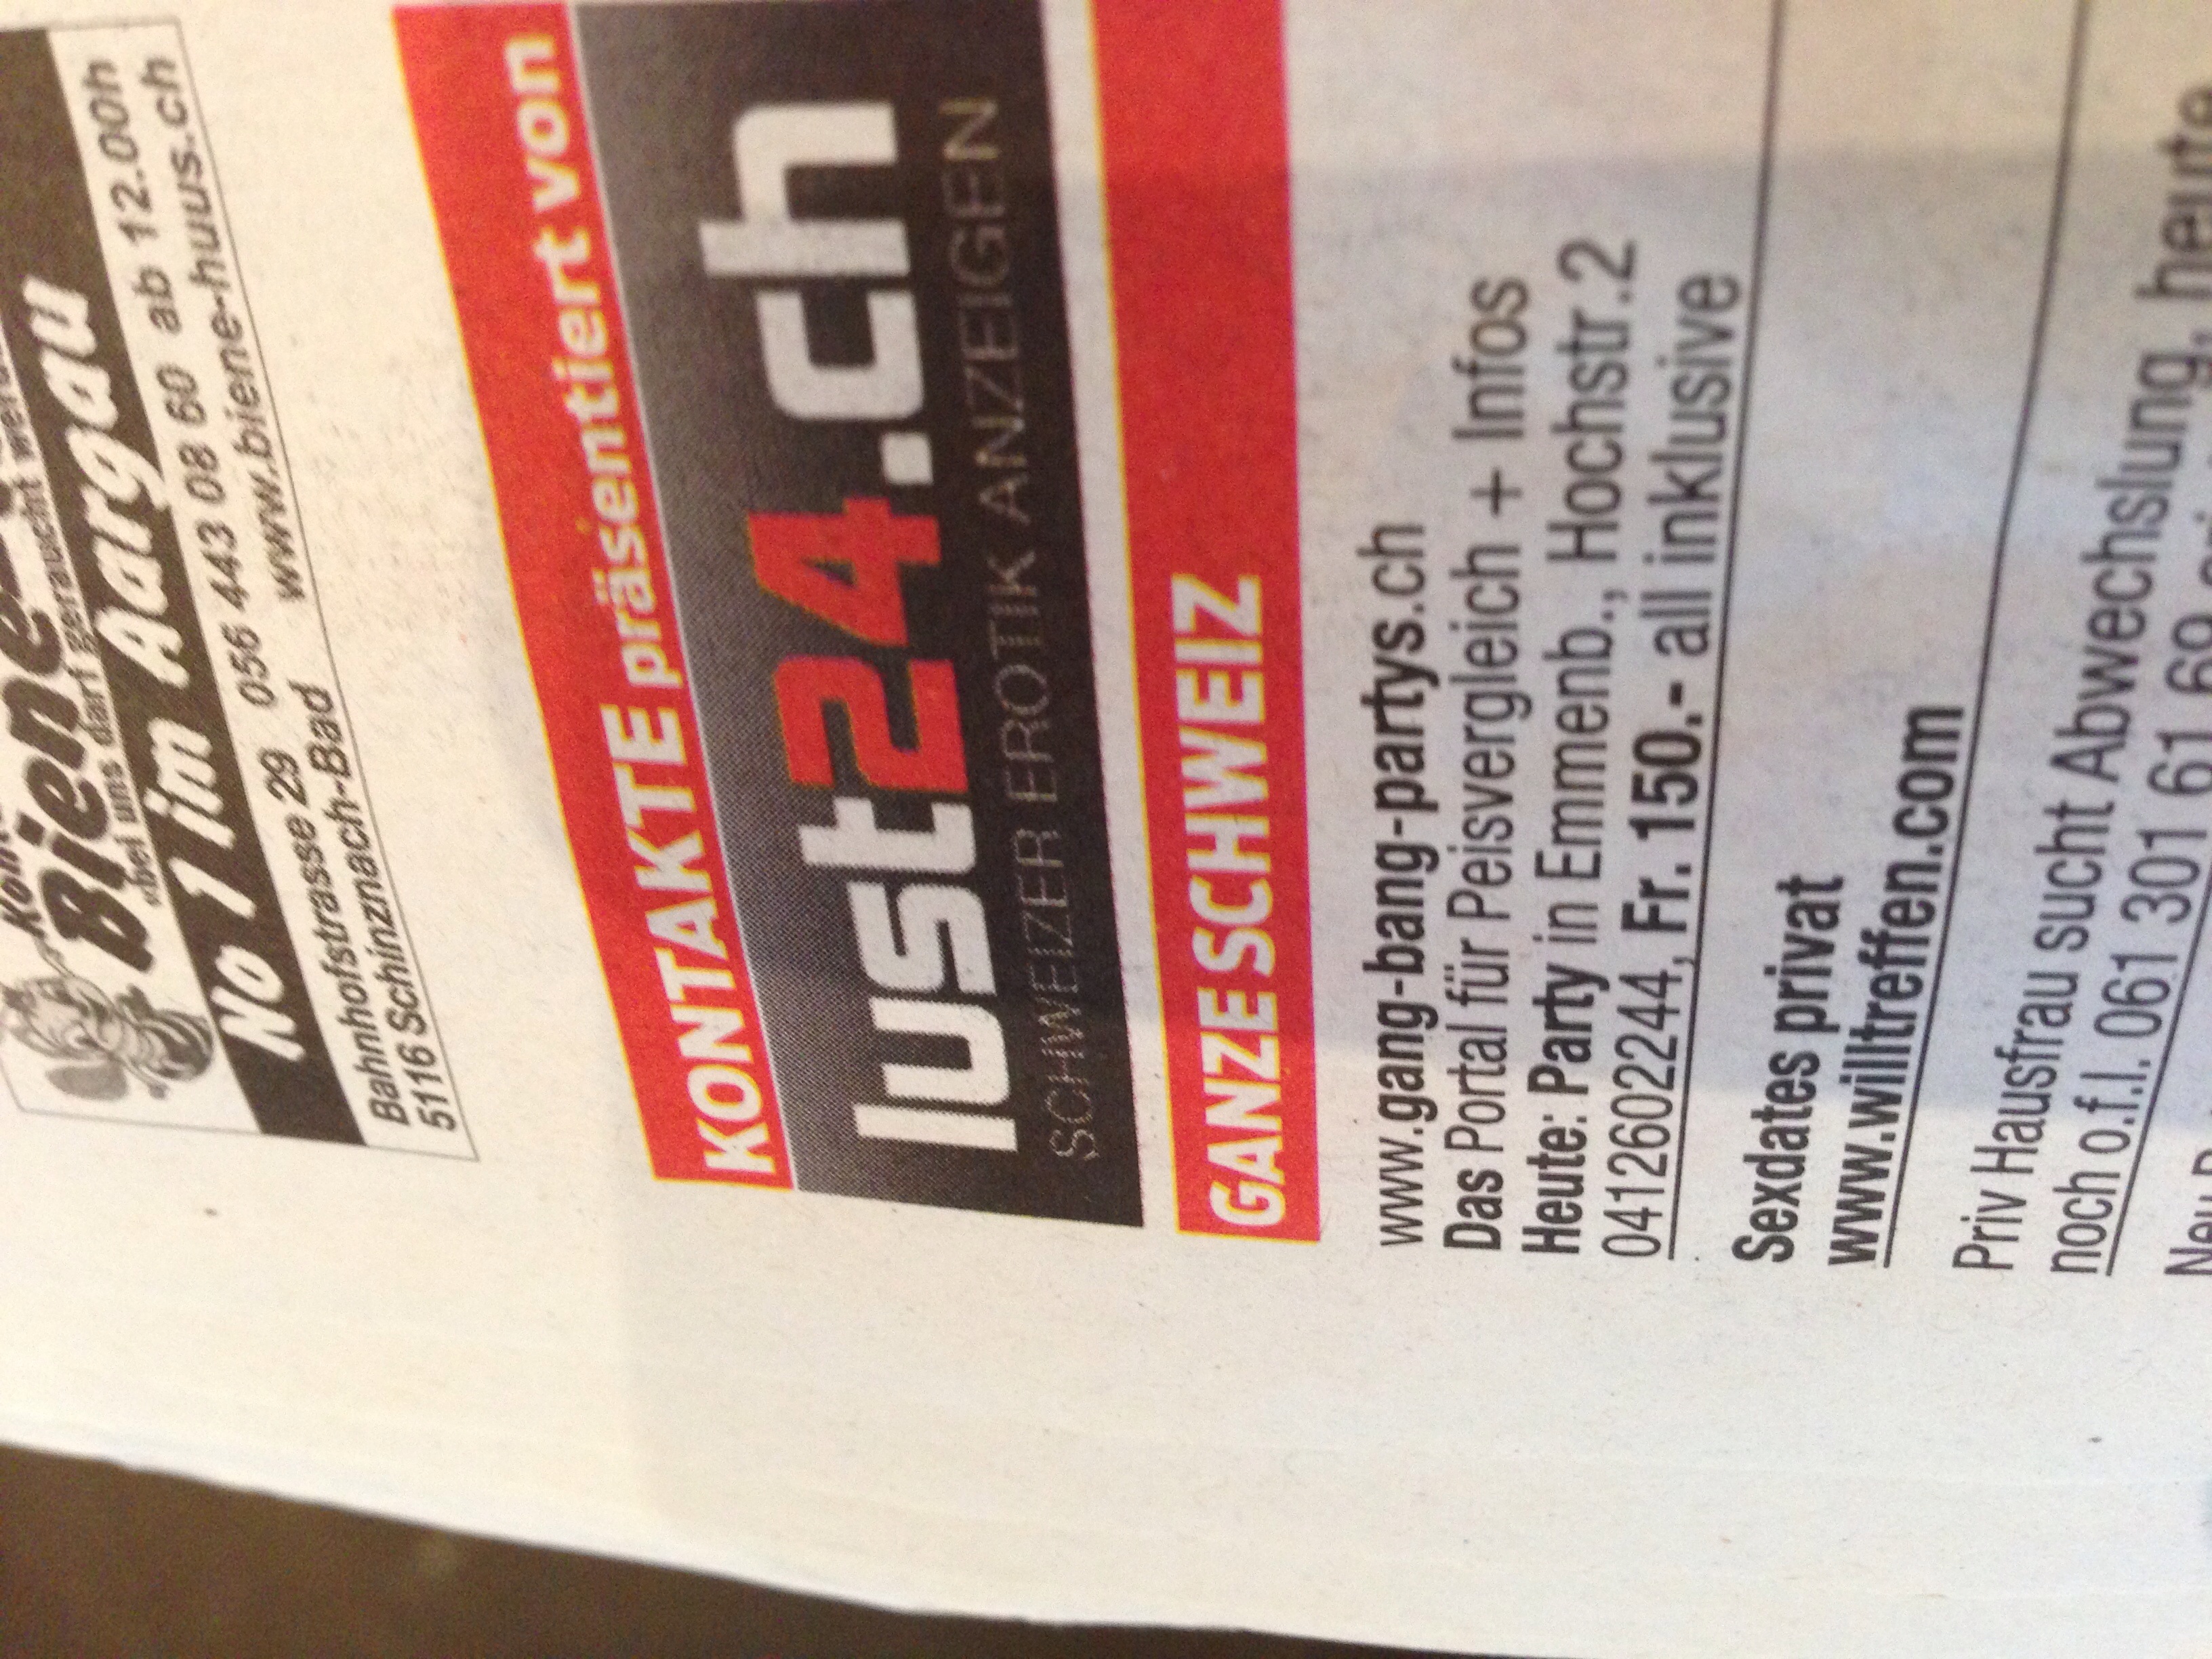 Biene
«bei uns darf geraucht
No 1 im Aargau
Bahnhofstrasse 29 056 443 08 60 ab 12.00h
5116 Schinznach-Bad www.biene-huus.ch
KONTAKTE präsentiert von
lust24.ch
SCHWEIZER EROTIK ANZEIGEN
GANZE SCHWEIZ
www.gang-bang-partys.ch
Das Portal für Peisvergleich + Infos
Heute: Party in Emmenb., Hochstr.2
0412602244, Fr. 150.- all inklusive
Sexdates privat
www.willtreffen.com
Priv Hausfrau sucht Abwechslung, heute
noch o.f.I. 061 301 61 69